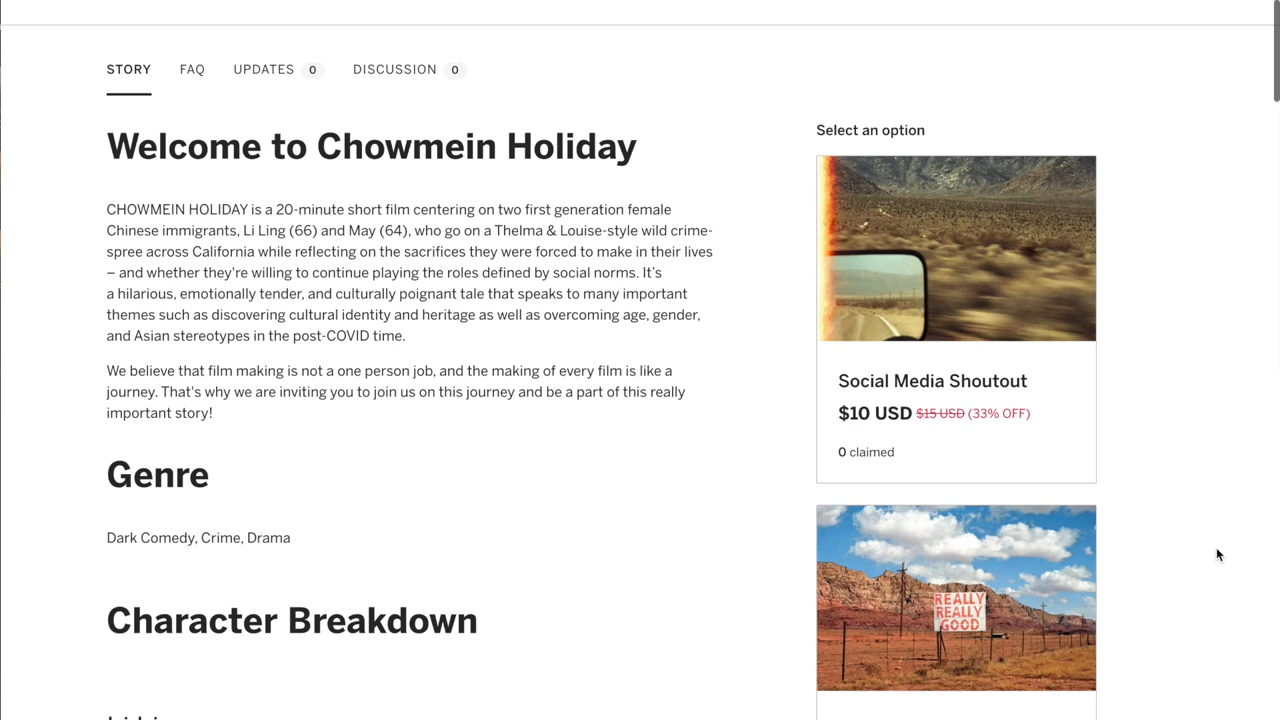 STORY FAQ UPDATES 0 DISCUSSION 0
Welcome to Chowmein Holiday
CHOWMEIN HOLIDAY is a 20-minute short film centering on two first generation female
Chinese immigrants, Li Ling (66) and May (64), who go on a Thelma & Louise-style wild crime-
spree across California while reflecting on the sacrifices they were forced to make in their lives
– and whether they're willing to continue playing the roles defined by social norms. It’s
a hilarious, emotionally tender, and culturally poignant tale that speaks to many important
themes such as discovering cultural identity and heritage as well as overcoming age, gender,
and Asian stereotypes in the post-COVID time.
We believe that film making is not a one person job, and the making of every film is like a
journey. That's why we are inviting you to join us on this journey and be a part of this really
important story!
Genre
Dark Comedy, Crime, Drama
Character Breakdown
Select an option
Social Media Shoutout
$10 USD $15 USD (33% OFF)
0 claimed
REALLY
REALLY
GOOD